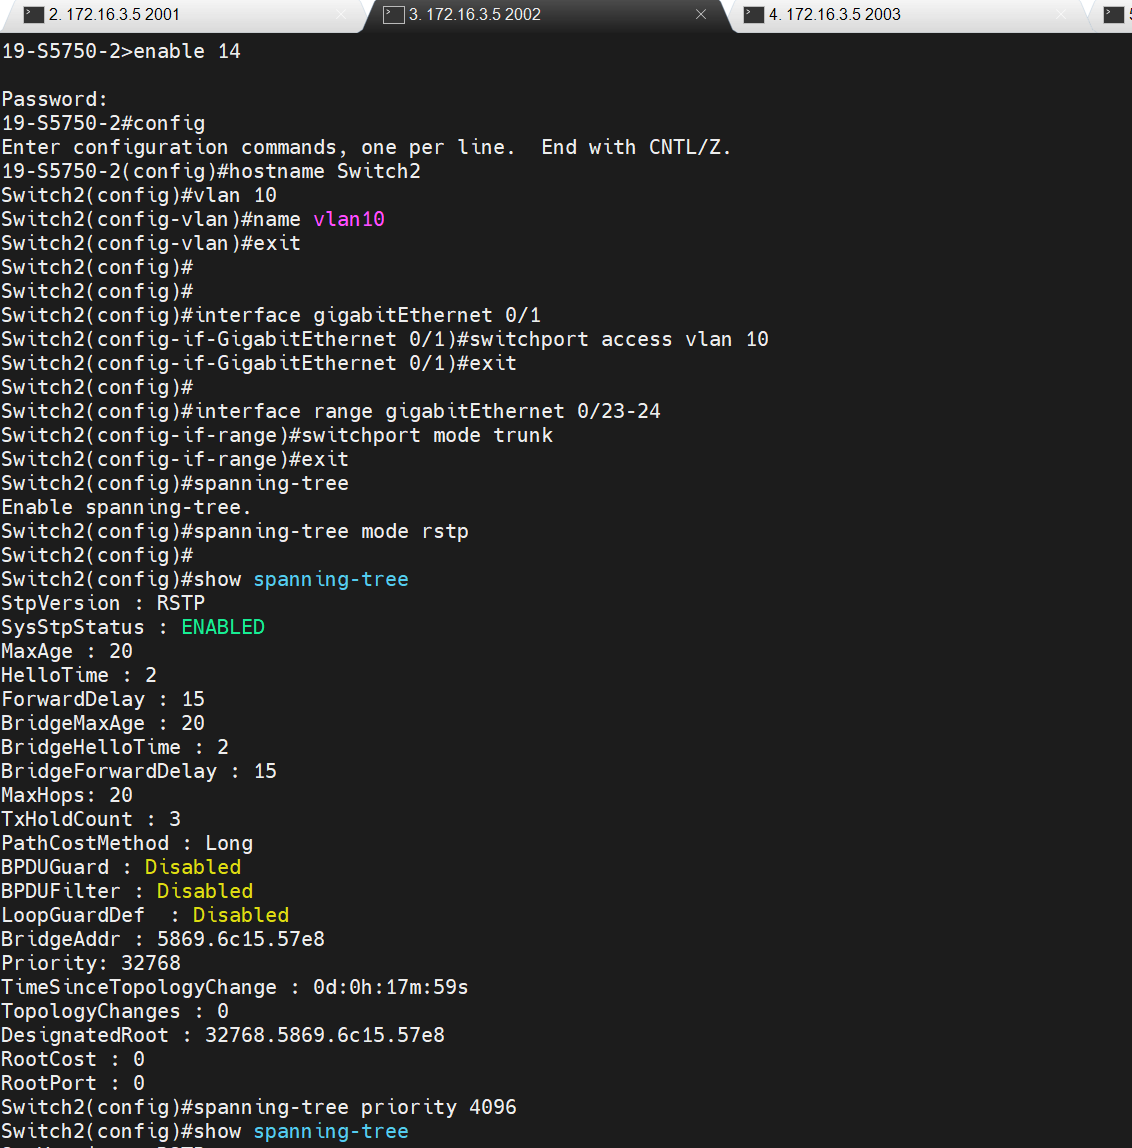 2. 172.16.3.5 2001
3. 172.16.3.5 2002
4. 172.16.3.5 2003
19-S5750-2>enable 14
Password:
19-S5750-2#config
Enter configuration commands, one per line.  End with CNTL/Z.
19-S5750-2(config)#hostname Switch2
Switch2(config)#vlan 10
Switch2(config-vlan)#name vlan10
Switch2(config-vlan)#exit
Switch2(config)#
Switch2(config)#
Switch2(config)#interface gigabitEthernet 0/1
Switch2(config-if-GigabitEthernet 0/1)#switchport access vlan 10
Switch2(config-if-GigabitEthernet 0/1)#exit
Switch2(config)#
Switch2(config)#interface range gigabitEthernet 0/23-24
Switch2(config-if-range)#switchport mode trunk
Switch2(config-if-range)#exit
Switch2(config)#spanning-tree
Enable spanning-tree.
Switch2(config)#spanning-tree mode rstp
Switch2(config)#
Switch2(config)#show spanning-tree
StpVersion : RSTP
SysStpStatus : ENABLED
MaxAge : 20
HelloTime : 2
ForwardDelay : 15
BridgeMaxAge : 20
BridgeHelloTime : 2
BridgeForwardDelay : 15
MaxHops: 20
TxHoldCount : 3
PathCostMethod : Long
BPDUGuard : Disabled
BPDUFilter : Disabled
LoopGuardDef  : Disabled
BridgeAddr : 5869.6c15.57e8
Priority: 32768
TimeSinceTopologyChange : 0d:0h:17m:59s
TopologyChanges : 0
DesignatedRoot : 32768.5869.6c15.57e8
RootCost : 0
RootPort : 0
Switch2(config)#spanning-tree priority 4096
Switch2(config)#show spanning-tree